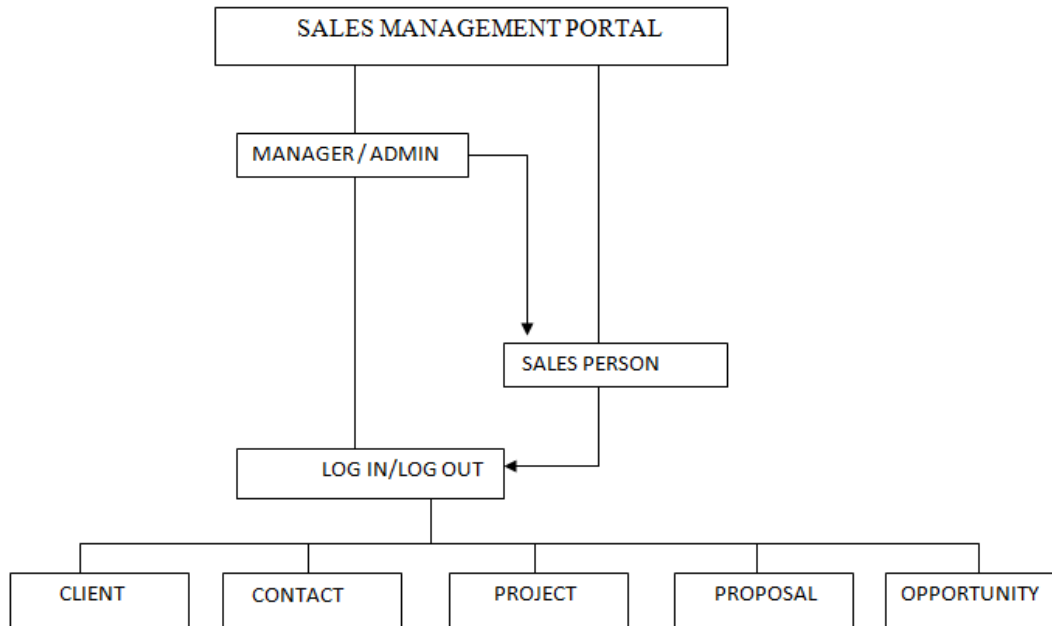 SALES MANAGEMENT PORTAL
MANAGER / ADMIN
SALES PERSON
LOG IN/LOG OUT
CLIENT
CONTACT
PROJECT
PROPOSAL
OPPORTUNITY